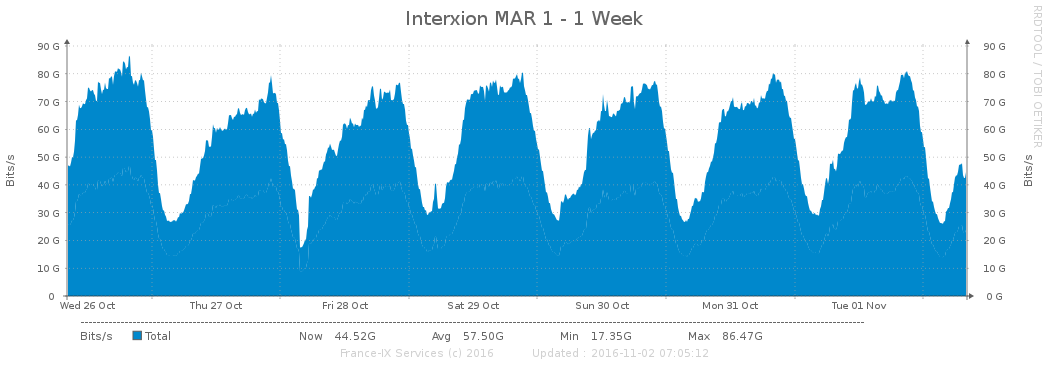 Interxion MAR 1 - 1 Week
RRDTOOL / TOBI OETIKER
Bits/s
90 G
80 G
70 G
60 G
50 G
40 G
30 G
20 G
10 G
0
90 G
80 G
70 G
60 G
50 G
40 G
30 G
20 G
10 G
0 G
Bits/s
Wed 26 Oct Thu 27 Oct Fri 28 Oct Sat 29 Oct Sun 30 Oct Mon 31 Oct Tue 01 Nov
Bits/s Total Now 44.52G Avg 57.50G Min 17.35G Max 86.47G
France-IX Services (c) 2016 Updated : 2016-11-02 07:05:12